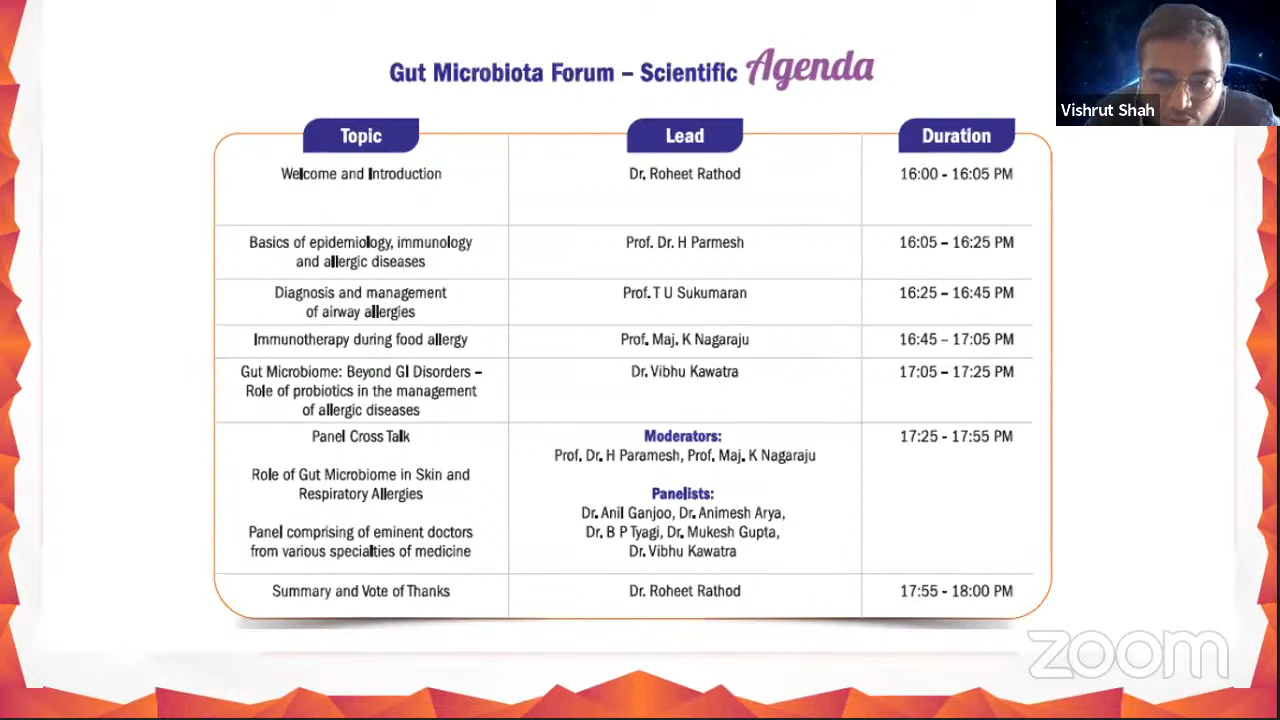 Gut Microbiota Forum – Scientific Agenda
Vishrut Shah
Topic
Lead
Duration
Welcome and Introduction
Dr. Roheet Rathod
16:00 - 16:05 PM
Basics of epidemiology, immunology
and allergic diseases
Prof. Dr. H Parmesh
16:05 – 16:25 PM
Diagnosis and management
of airway allergies
Prof. T U Sukumaran
16:25 - 16:45 PM
Immunotherapy during food allergy
Prof. Maj. K Nagaraju
16:45 – 17:05 PM
Gut Microbiome: Beyond GI Disorders –
Role of probiotics in the management
of allergic diseases
Dr. Vibhu Kawatra
17:05 – 17:25 PM
Panel Cross Talk
Role of Gut Microbiome in Skin and
Respiratory Allergies
Panel comprising of eminent doctors
from various specialties of medicine
Moderators:
Prof. Dr. H Paramesh, Prof. Maj. K Nagaraju
Panelists:
Dr. Anil Ganjoo, Dr. Animesh Arya,
Dr. B P Tyagi, Dr. Mukesh Gupta,
Dr. Vibhu Kawatra
17:25 - 17:55 PM
Summary and Vote of Thanks
Dr. Roheet Rathod
17:55 - 18:00 PM
zoom